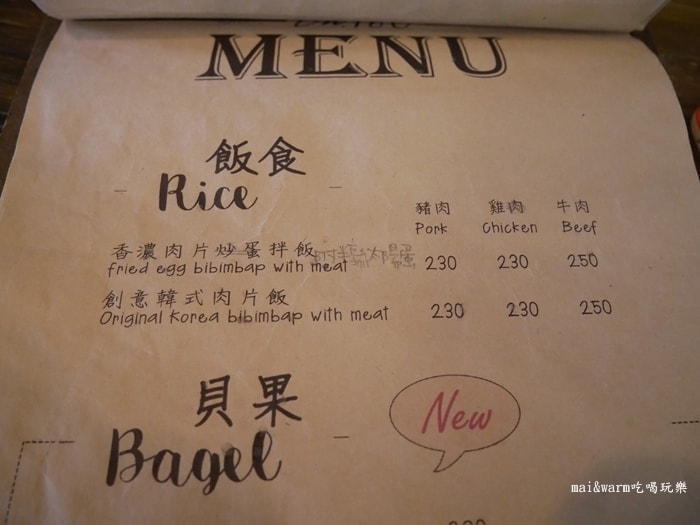 MENU
飯食
Rice
豬肉 雞肉 牛肉
Pork Chicken Beef
香濃肉片炒蛋拌飯
fried egg bibimbap with meat 230 230 250
創意韓式肉片飯
Original Korea bibimbap with meat 230 230 250
貝果
Bagel
New
mai&warm吃喝玩樂